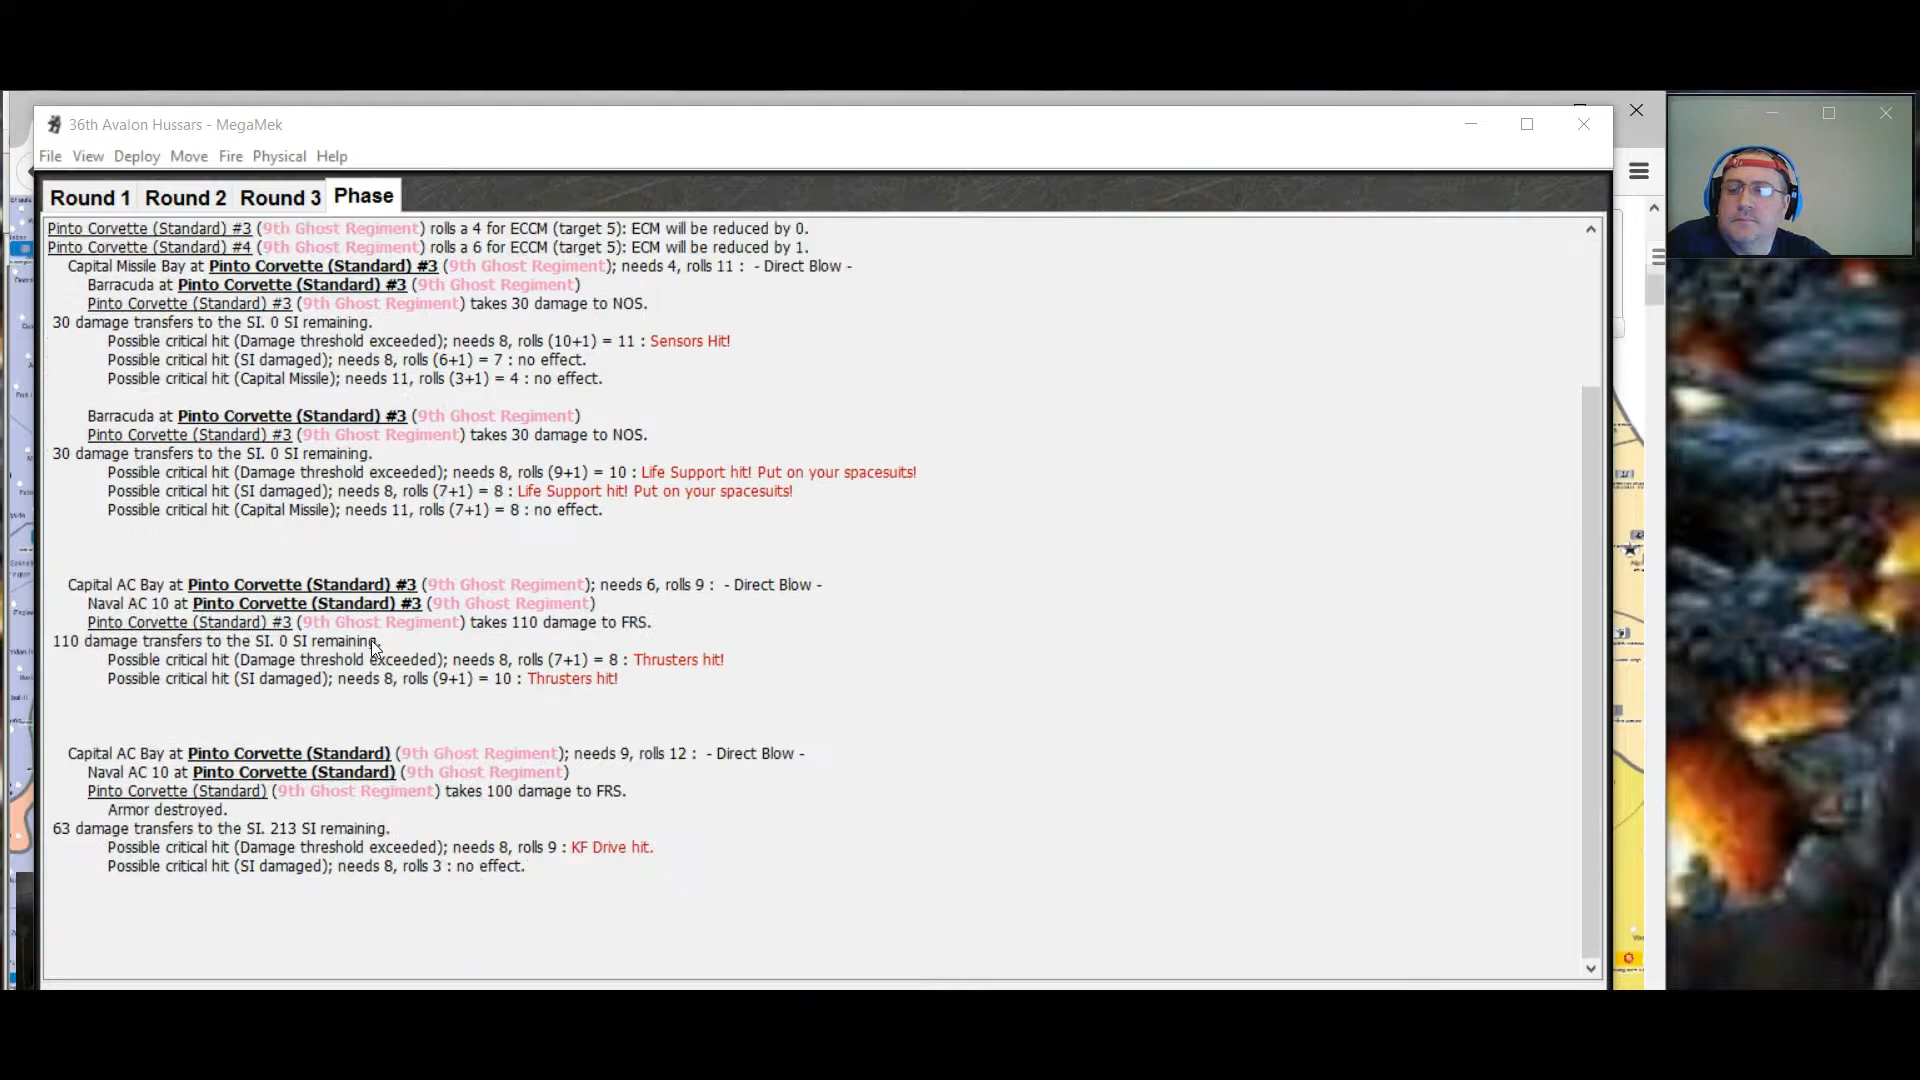 36th Avalon Hussars - MegaMek
File View Deploy Move Fire Physical Help
Round 1 Round 2 Round 3 Phase
Pinto Corvette (Standard) #3 (9th Ghost Regiment) rolls a 4 for ECCM (target 5): ECM will be reduced by 0.
Pinto Corvette (Standard) #4 (9th Ghost Regiment) rolls a 6 for ECCM (target 5): ECM will be reduced by 1.
Capital Missile Bay at Pinto Corvette (Standard) #3 (9th Ghost Regiment); needs 4, rolls 11 : - Direct Blow -
Barracuda at Pinto Corvette (Standard) #3 (9th Ghost Regiment)
Pinto Corvette (Standard) #3 (9th Ghost Regiment) takes 30 damage to NOS.
30 damage transfers to the SI. 0 SI remaining.
Possible critical hit (Damage threshold exceeded); needs 8, rolls (10+1) = 11 : Sensors Hit!
Possible critical hit (SI damaged); needs 8, rolls (6+1) = 7 : no effect.
Possible critical hit (Capital Missile); needs 11, rolls (3+1) = 4 : no effect.
Barracuda at Pinto Corvette (Standard) #3 (9th Ghost Regiment)
Pinto Corvette (Standard) #3 (9th Ghost Regiment) takes 30 damage to NOS.
30 damage transfers to the SI. 0 SI remaining.
Possible critical hit (Damage threshold exceeded); needs 8, rolls (9+1) = 10 : Life Support hit! Put on your spacesuits!
Possible critical hit (SI damaged); needs 8, rolls (7+1) = 8 : Life Support hit! Put on your spacesuits!
Possible critical hit (Capital Missile); needs 11, rolls (7+1) = 8 : no effect.
Capital AC Bay at Pinto Corvette (Standard) #3 (9th Ghost Regiment); needs 6, rolls 9 : - Direct Blow -
Naval AC 10 at Pinto Corvette (Standard) #3 (9th Ghost Regiment)
Pinto Corvette (Standard) #3 (9th Ghost Regiment) takes 110 damage to FRS.
110 damage transfers to the SI. 0 SI remaining.
Possible critical hit (Damage threshold exceeded); needs 8, rolls (7+1) = 8 : Thrusters hit!
Possible critical hit (SI damaged); needs 8, rolls (9+1) = 10 : Thrusters hit!
Capital AC Bay at Pinto Corvette (Standard) (9th Ghost Regiment); needs 9, rolls 12 : - Direct Blow -
Naval AC 10 at Pinto Corvette (Standard) (9th Ghost Regiment)
Pinto Corvette (Standard) (9th Ghost Regiment) takes 100 damage to FRS.
Armor destroyed.
63 damage transfers to the SI. 213 SI remaining.
Possible critical hit (Damage threshold exceeded); needs 8, rolls 9 : KF Drive hit.
Possible critical hit (SI damaged); needs 8, rolls 3 : no effect.